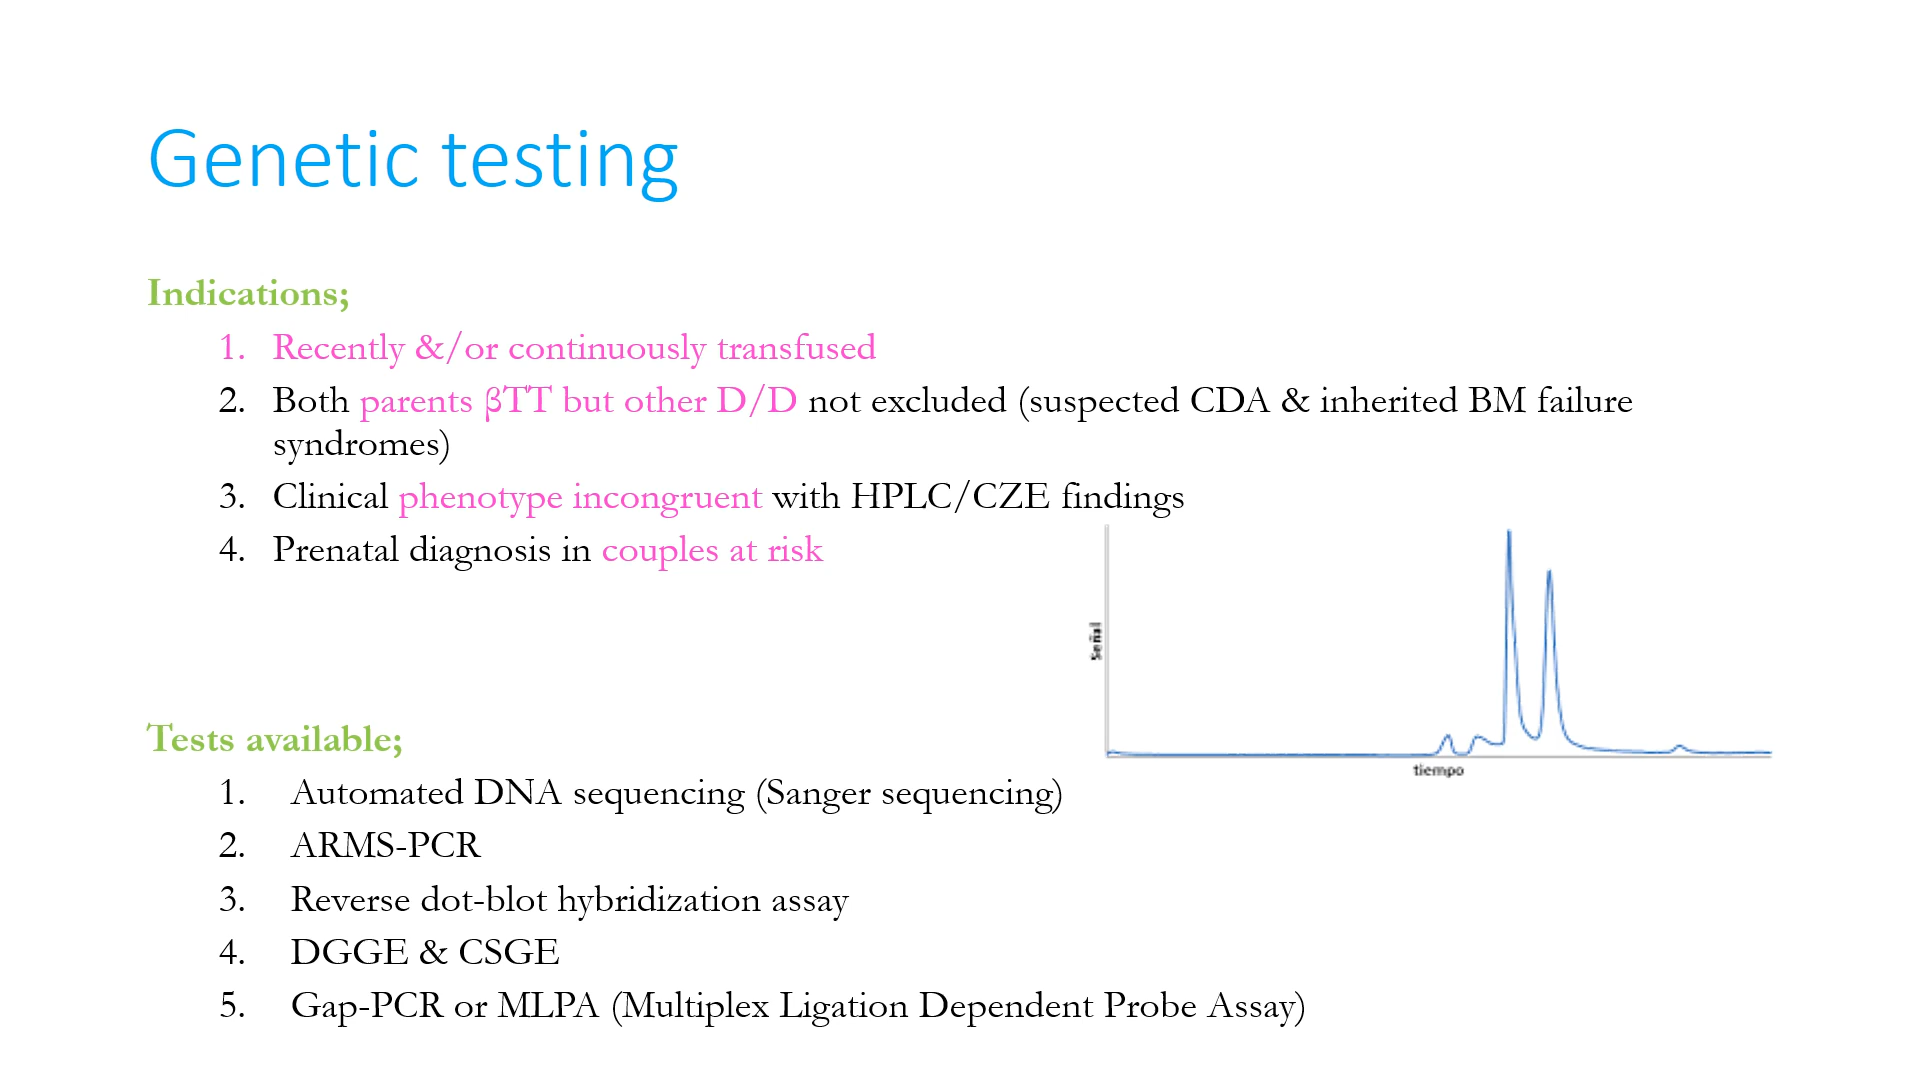 Genetic testing
Indications;
1. Recently &/or continuously transfused
2. Both parents βTT but other D/D not excluded (suspected CDA & inherited BM failure
syndromes)
3. Clinical phenotype incongruent with HPLC/CZE findings
4. Prenatal diagnosis in couples at risk
Señal
tiempo
Tests available;
1. Automated DNA sequencing (Sanger sequencing)
2. ARMS-PCR
3. Reverse dot-blot hybridization assay
4. DGGE & CSGE
5. Gap-PCR or MLPA (Multiplex Ligation Dependent Probe Assay)